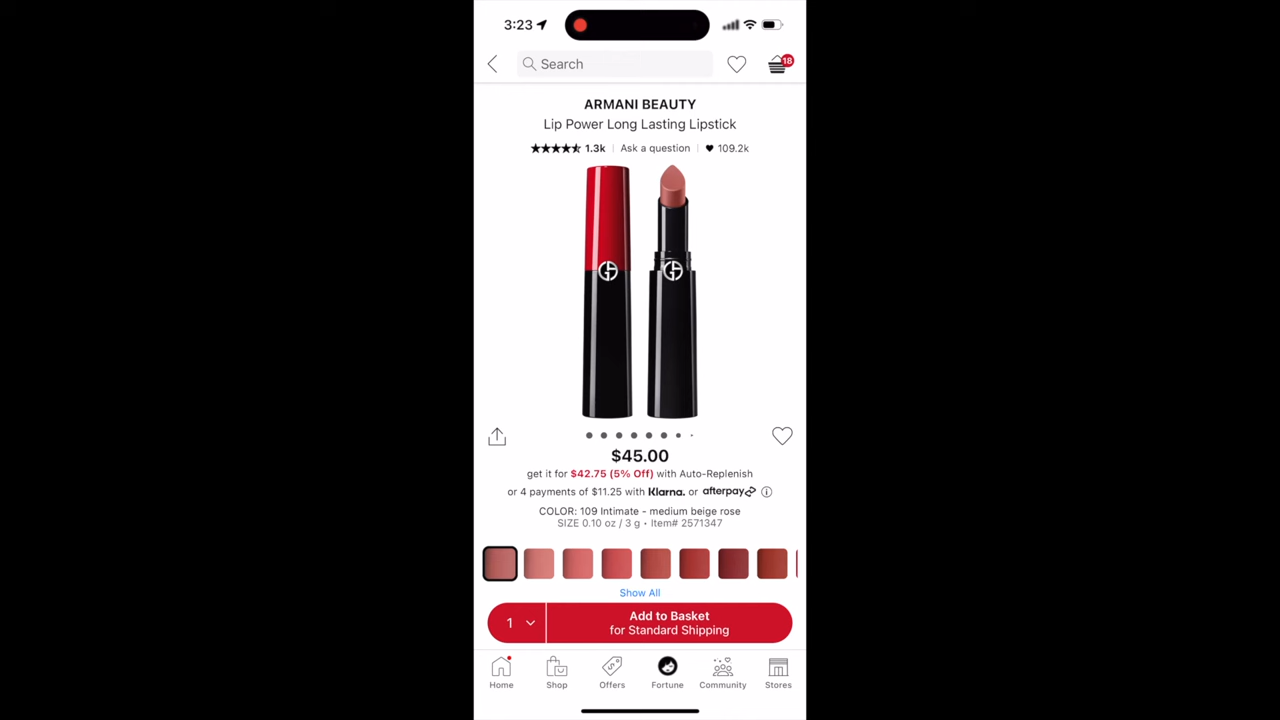 3:23
Search
18
ARMANI BEAUTY
Lip Power Long Lasting Lipstick
1.3k | Ask a question | 109.2k
$45.00
get it for $42.75 (5% Off) with Auto-Replenish
or 4 payments of $11.25 with Klarna. or afterpay
COLOR: 109 Intimate - medium beige rose
SIZE 0.10 oz / 3 g • Item# 2571347
Show All
1
Add to Basket
for Standard Shipping
Home Shop Offers Fortune Community Stores